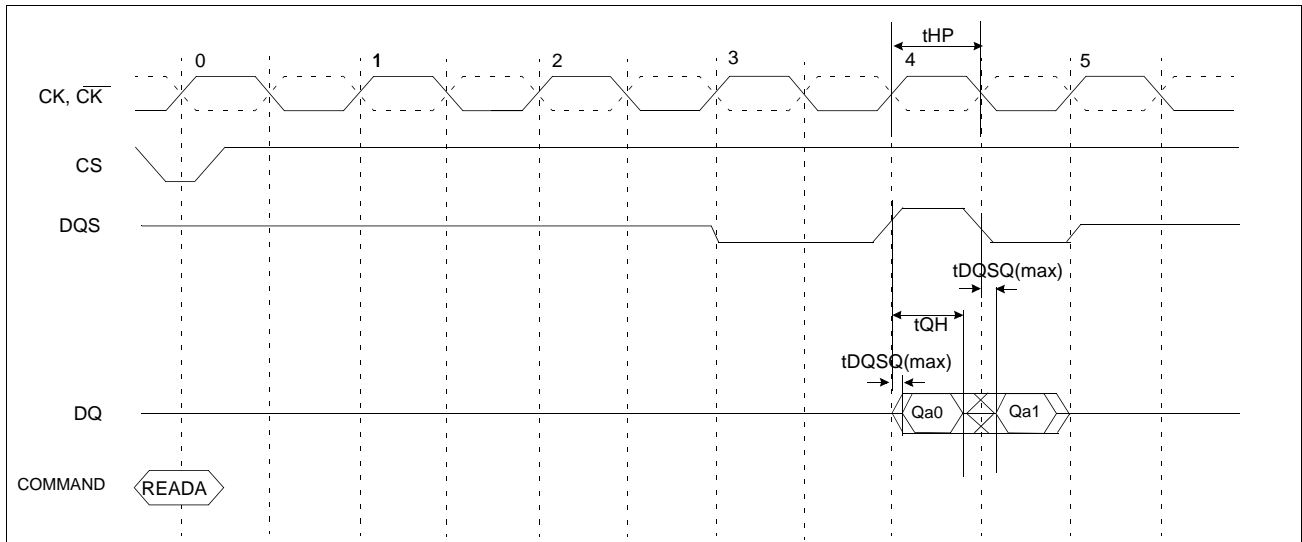 tHP
0 1 2 3 4 5
CK, C̅K̅
CS
DQS
tDQSQ(max)
tQH
tDQSQ(max)
DQ
Qa0 Qa1
COMMAND
READA